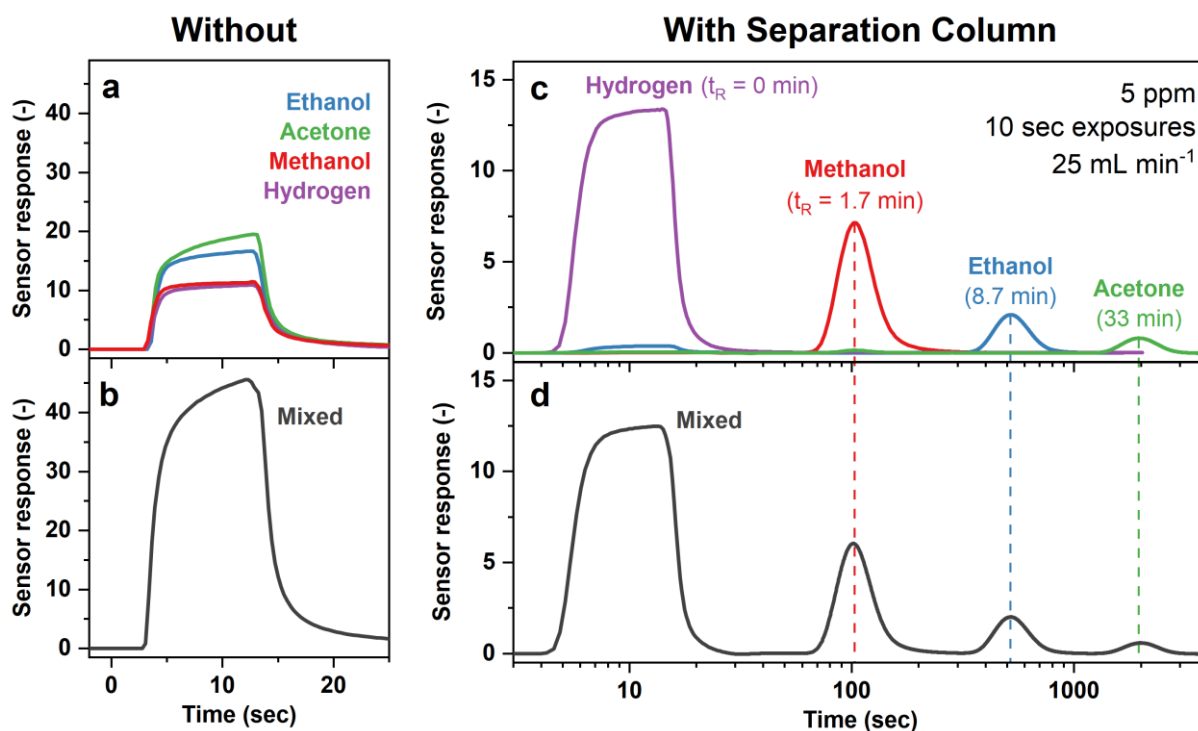 Without
With Separation Column
a
Ethanol
Acetone
Methanol
Hydrogen
Sensor response (-)
40
30
20
10
0
b
Mixed
Sensor response (-)
40
30
20
10
0
0
10
20
Time (sec)
c
Hydrogen (tR = 0 min)
5 ppm
10 sec exposures
25 mL min⁻¹
Methanol
(tR = 1.7 min)
Ethanol
(8.7 min)
Acetone
(33 min)
Sensor response (-)
15
10
5
0
d
Mixed
Sensor response (-)
15
10
5
0
10
100
1000
Time (sec)